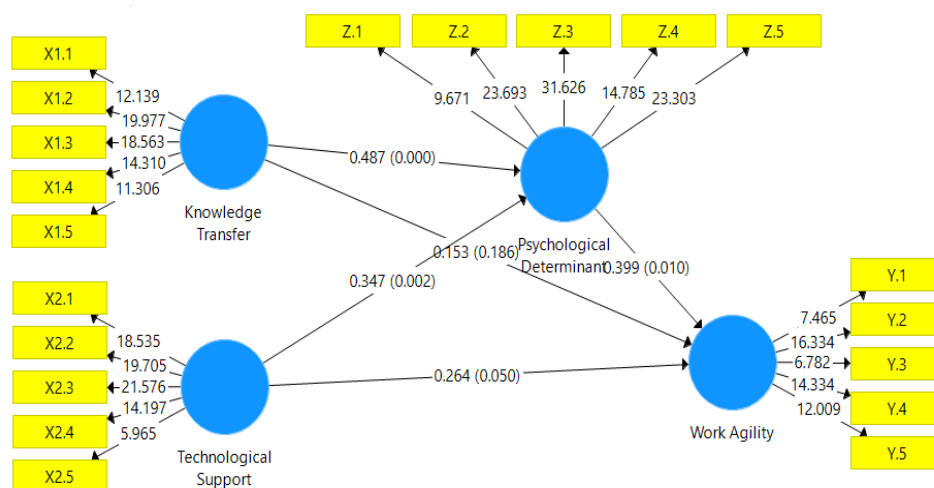 Z.1
Z.2
Z.3
Z.4
Z.5
9.671
23.693
31.626
14.785
23.303
X1.1
X1.2
X1.3
X1.4
X1.5
12.139
19.977
18.563
14.310
11.306
Knowledge
Transfer
0.487 (0.000)
0.153 (0.186)
0.347 (0.002)
Psychological
Determinant
0.399 (0.010)
X2.1
X2.2
X2.3
X2.4
X2.5
18.535
19.705
21.576
14.197
5.965
Technological
Support
0.264 (0.050)
Work Agility
7.465
16.334
6.782
14.334
12.009
Y.1
Y.2
Y.3
Y.4
Y.5